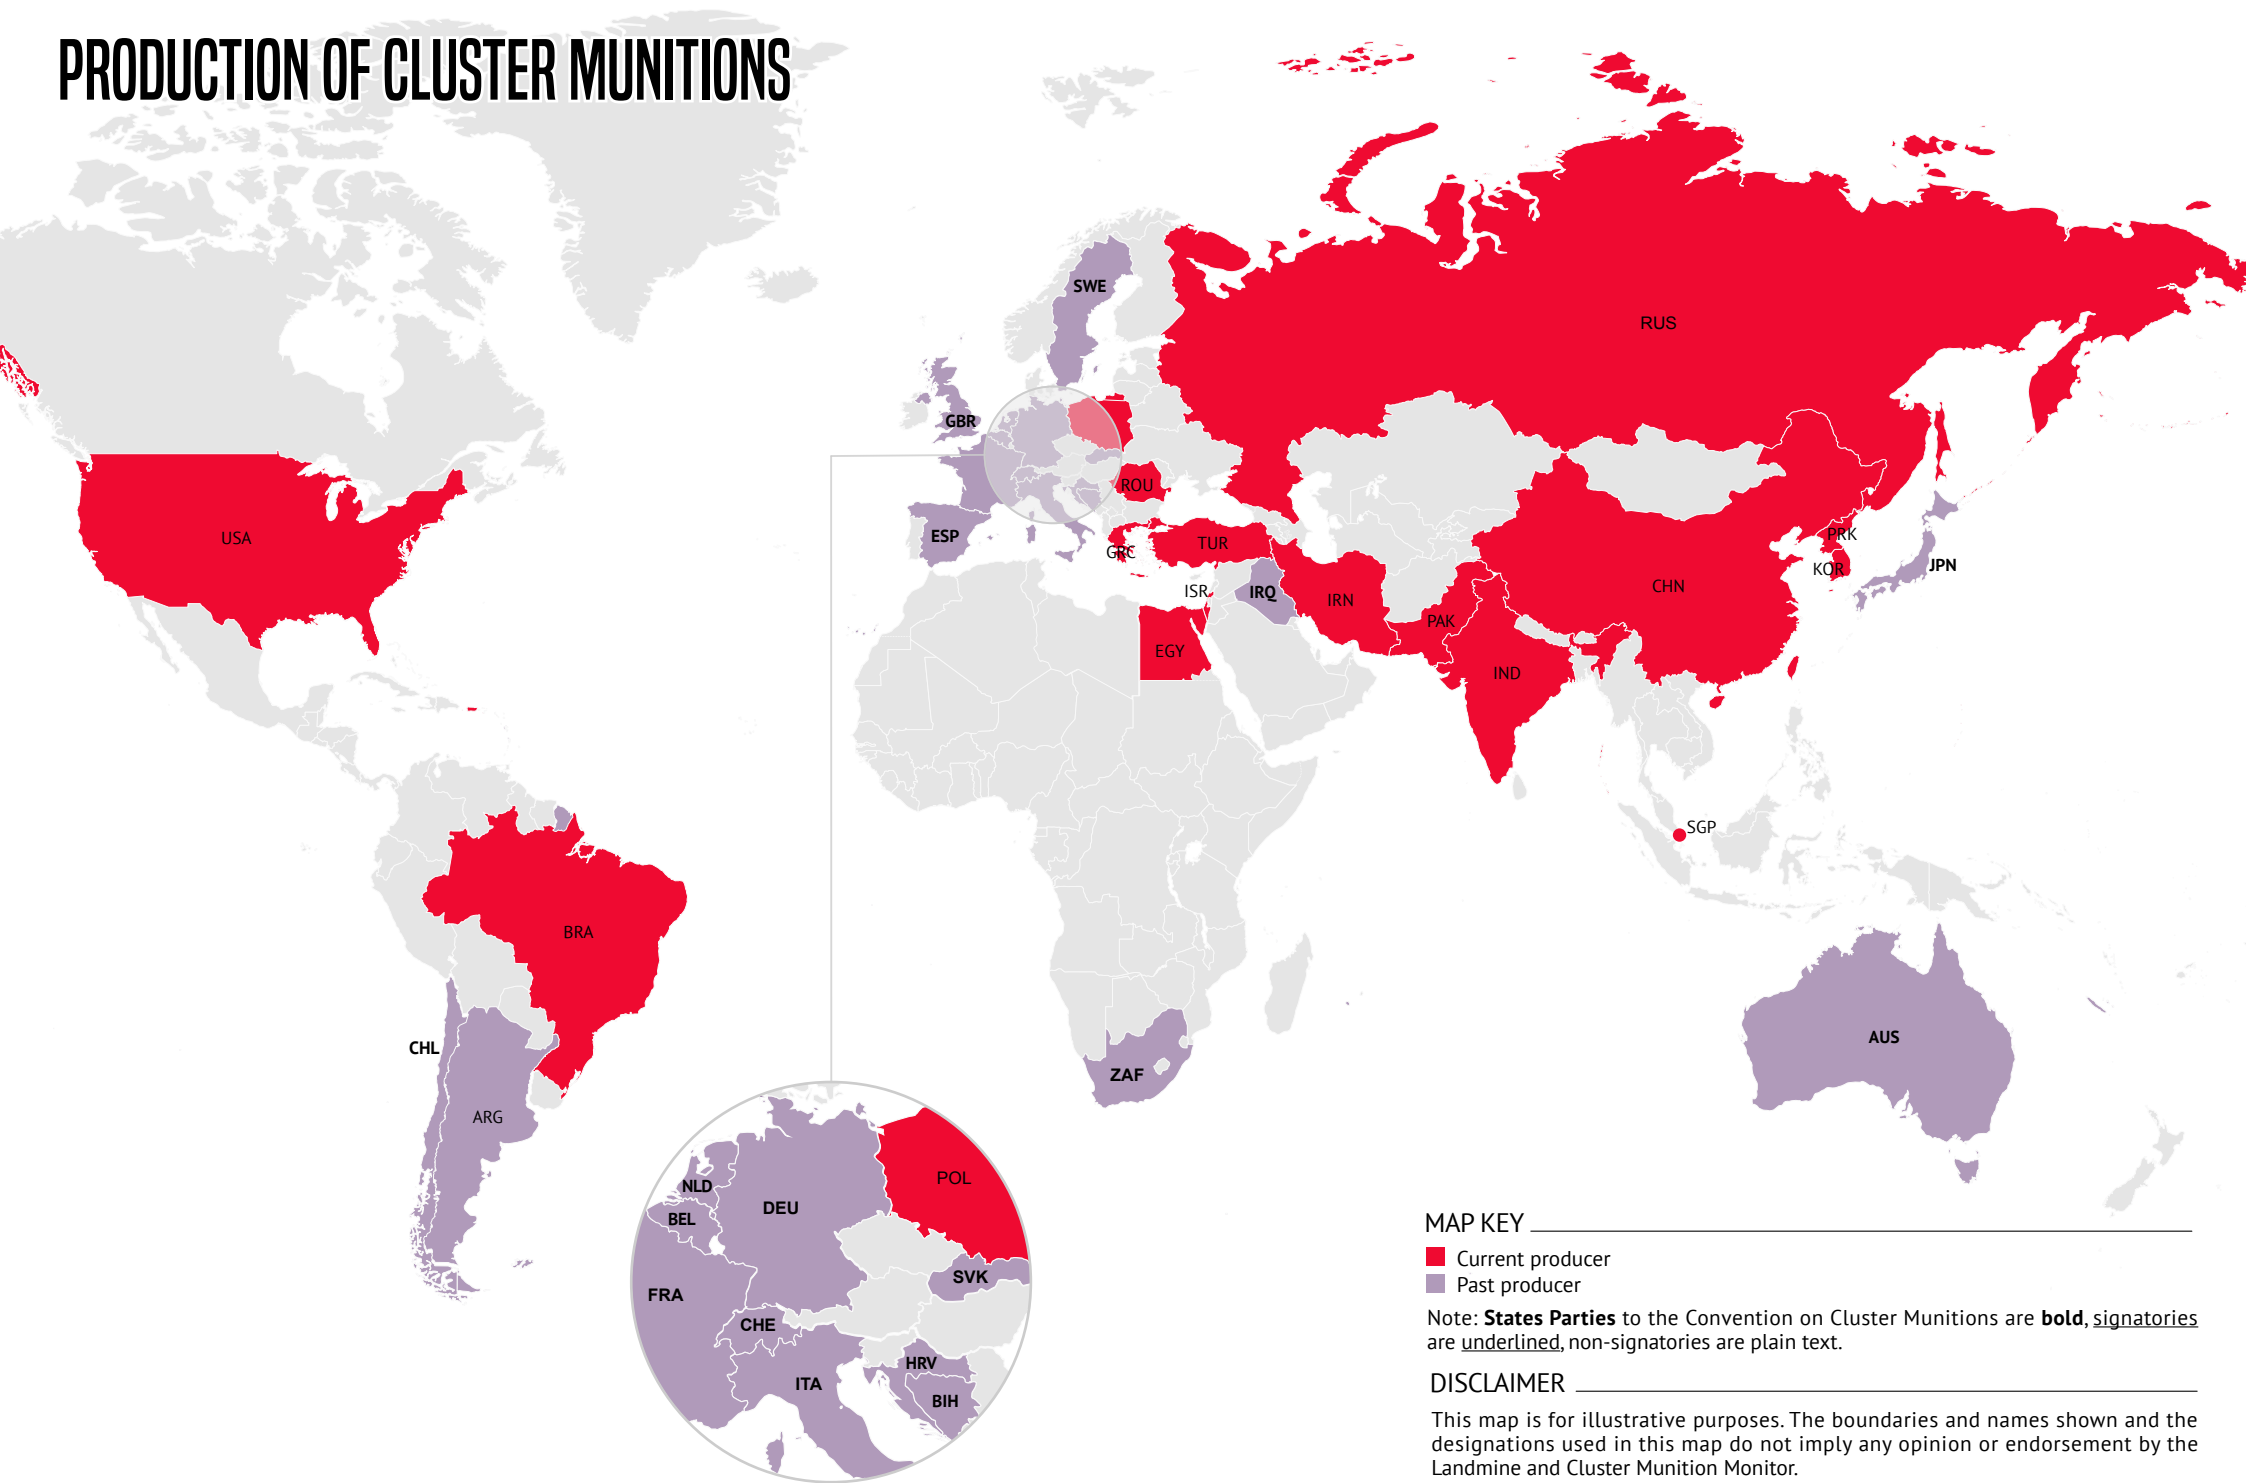 PRODUCTION OF CLUSTER MUNITIONS
SWE
RUS
GBR
ROU
USA
ESP
GRC
TUR
PRK
KOR
JPN
ISR
IRQ
IRN
CHN
PAK
EGY
IND
SGP
BRA
AUS
CHL
ZAF
ARG
POL
NLD
DEU
BEL
SVK
FRA
CHE
HRV
ITA
BIH
MAP KEY
Current producer
Past producer
Note: States Parties to the Convention on Cluster Munitions are bold, signatories
are underlined, non-signatories are plain text.
DISCLAIMER
This map is for illustrative purposes. The boundaries and names shown and the
designations used in this map do not imply any opinion or endorsement by the
Landmine and Cluster Munition Monitor.